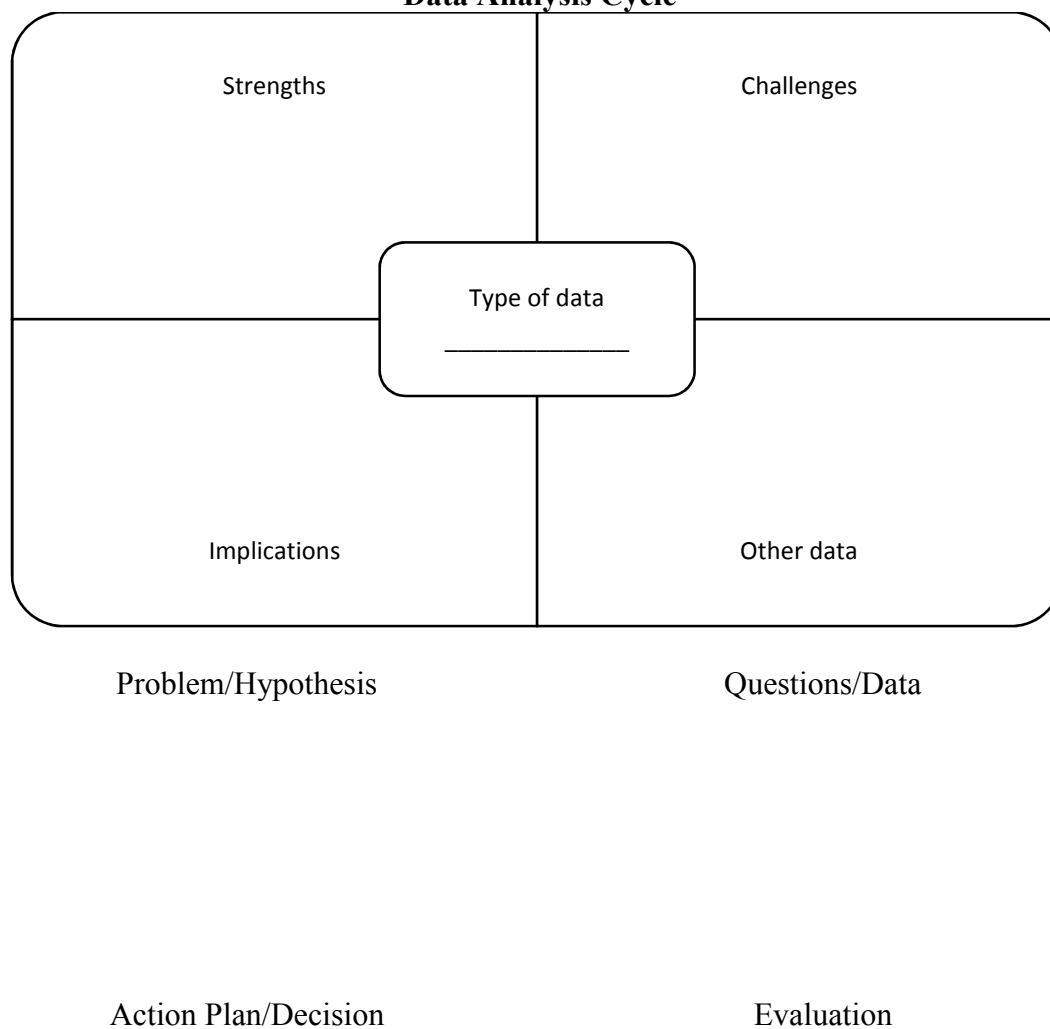 Data Analysis Cycle
Strengths
Challenges
Type of data
______________
Implications
Other data
Problem/Hypothesis
Questions/Data
Action Plan/Decision
Evaluation